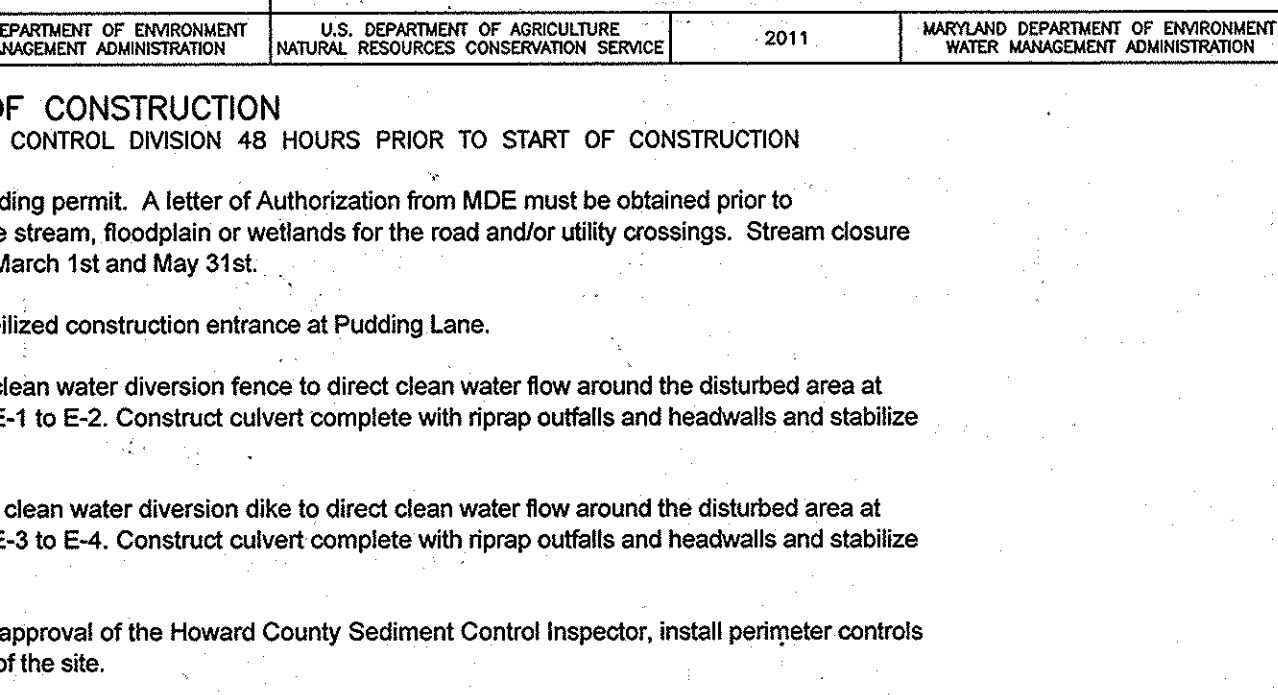 EPARTMENT OF ENVIRONMENT
NAGEMENT ADMINISTRATION
U.S. DEPARTMENT OF AGRICULTURE
NATURAL RESOURCES CONSERVATION SERVICE
2011
MARYLAND DEPARTMENT OF ENVIRONMENT
WATER MANAGEMENT ADMINISTRATION
OF CONSTRUCTION
CONTROL DIVISION 48 HOURS PRIOR TO START OF CONSTRUCTION
ding permit. A letter of Authorization from MDE must be obtained prior to
e stream, floodplain or wetlands for the road and/or utility crossings. Stream closure
March 1st and May 31st.
ilized construction entrance at Pudding Lane.
clean water diversion fence to direct clean water flow around the disturbed area at
E-1 to E-2. Construct culvert complete with riprap outfalls and headwalls and stabilize
clean water diversion dike to direct clean water flow around the disturbed area at
E-3 to E-4. Construct culvert complete with riprap outfalls and headwalls and stabilize
approval of the Howard County Sediment Control Inspector, install perimeter controls
of the site.